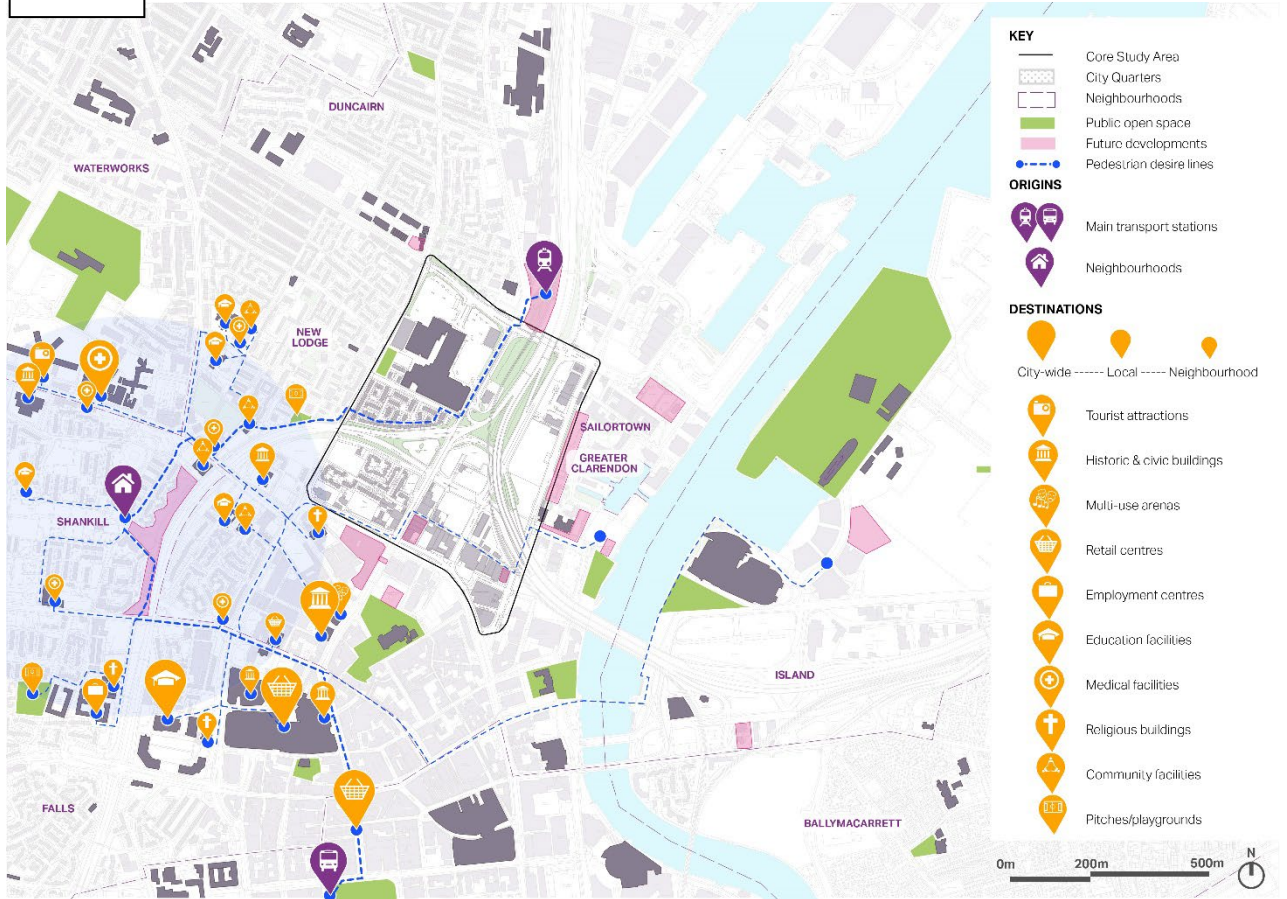 DUNCAIRN
WATERWORKS
NEW
LODGE
SAILORTOWN
GREATER
CLARENDON
SHANKILL
ISLAND
FALLS
BALLYMACARRETT
KEY
Core Study Area
City Quarters
Neighbourhoods
Public open space
Future developments
Pedestrian desire lines
ORIGINS
Main transport stations
Neighbourhoods
DESTINATIONS
City-wide ------ Local ----- Neighbourhood
Tourist attractions
Historic & civic buildings
Multi-use arenas
Retail centres
Employment centres
Education facilities
Medical facilities
Religious buildings
Community facilities
Pitches/playgrounds
0m 200m 500m N